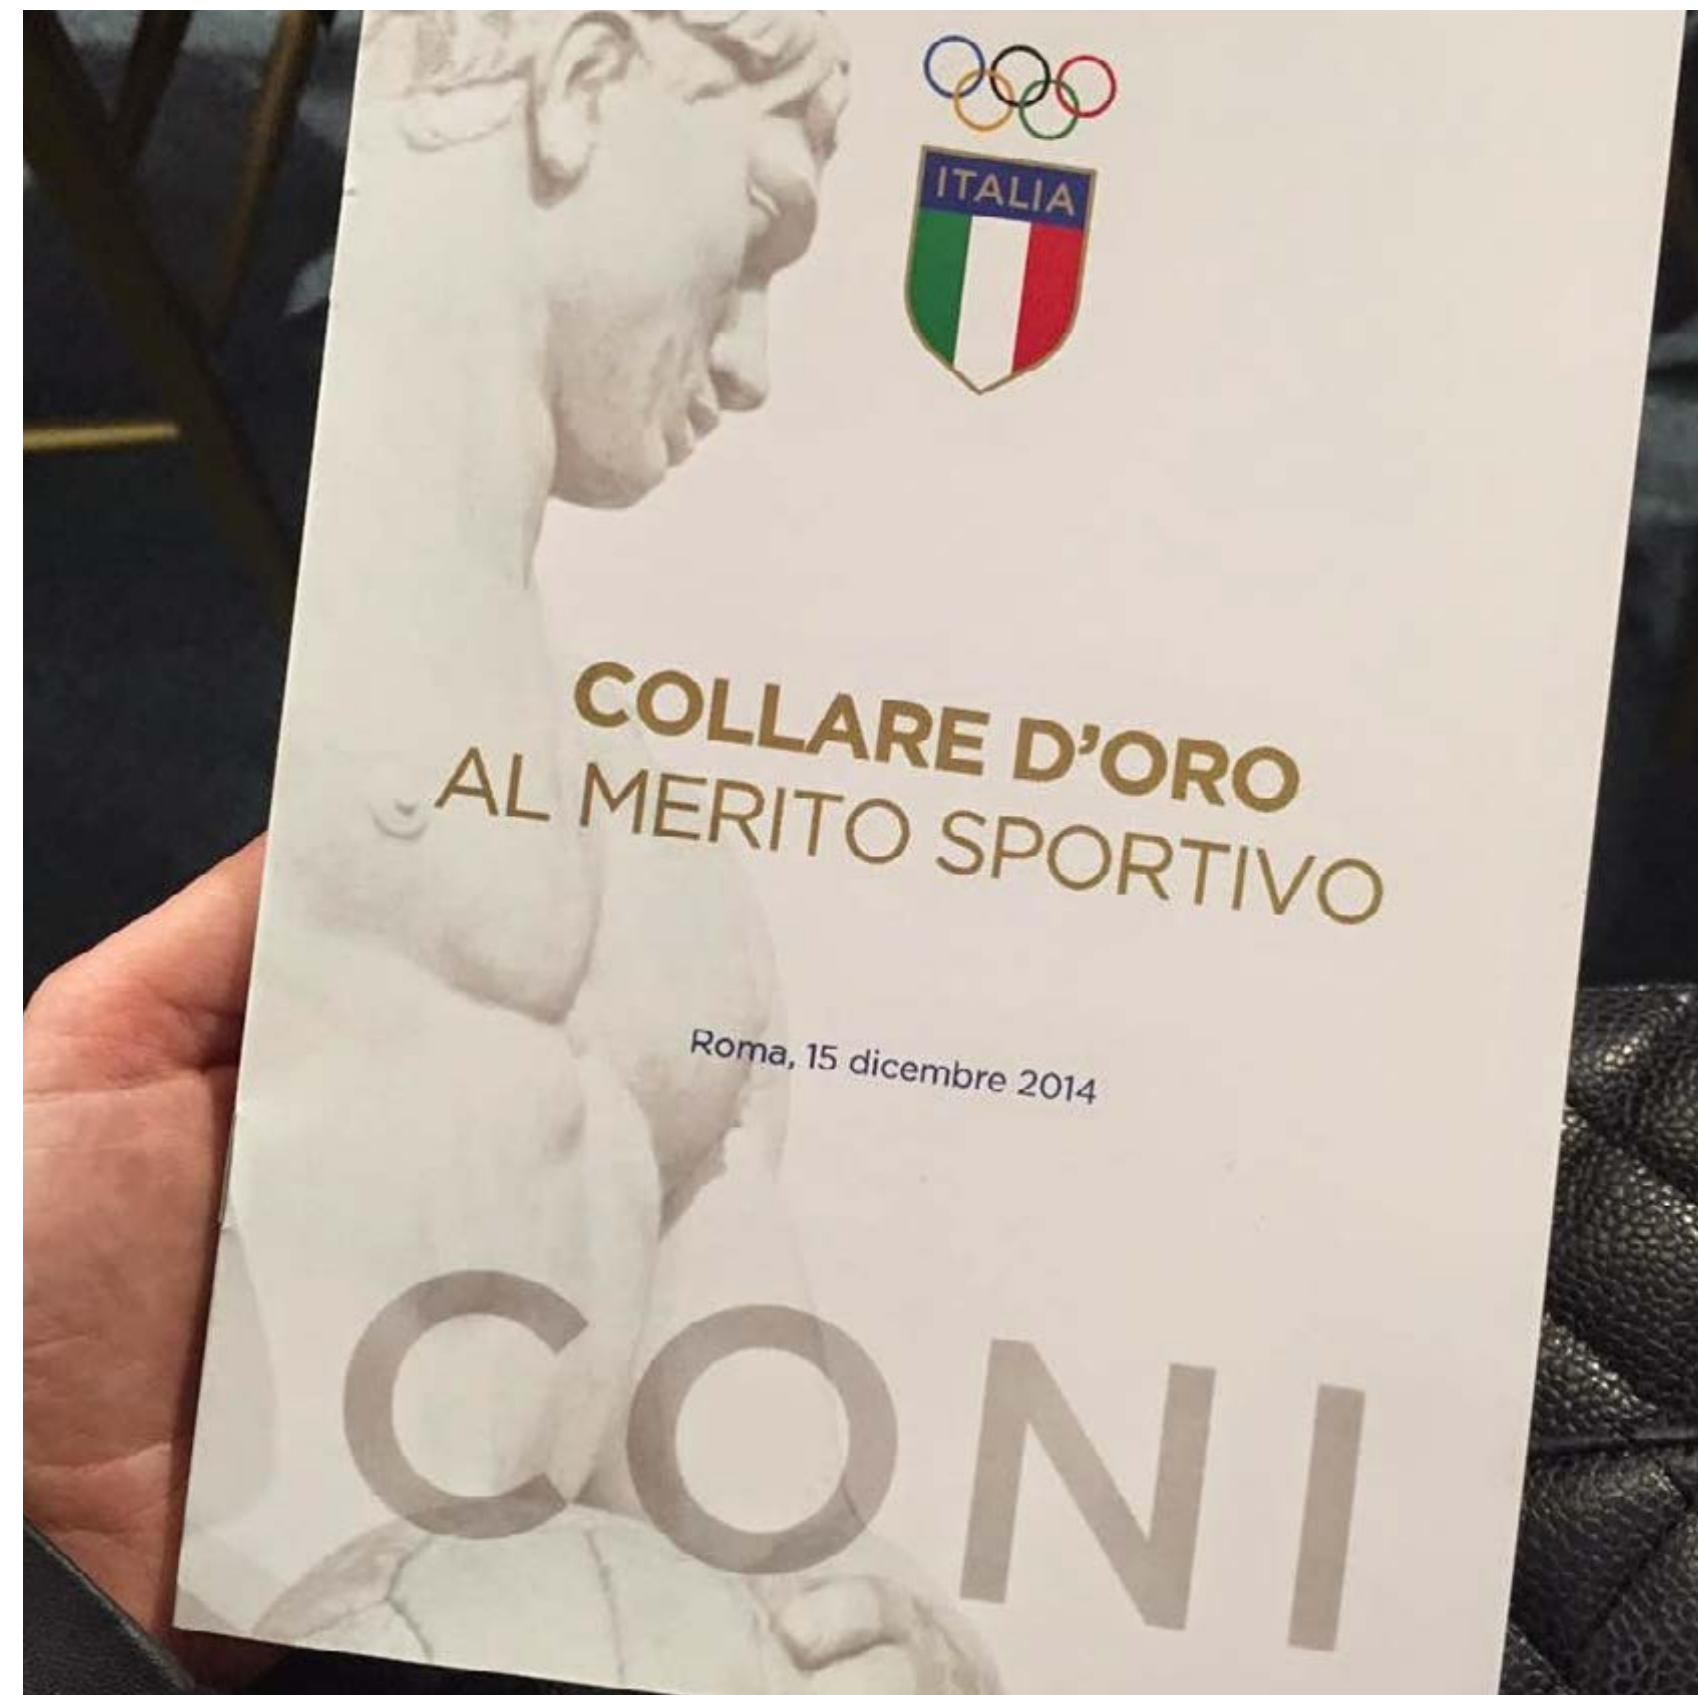 ITALIA
COLLARE D'ORO
AL MERITO SPORTIVO
Roma, 15 dicembre 2014
CONI